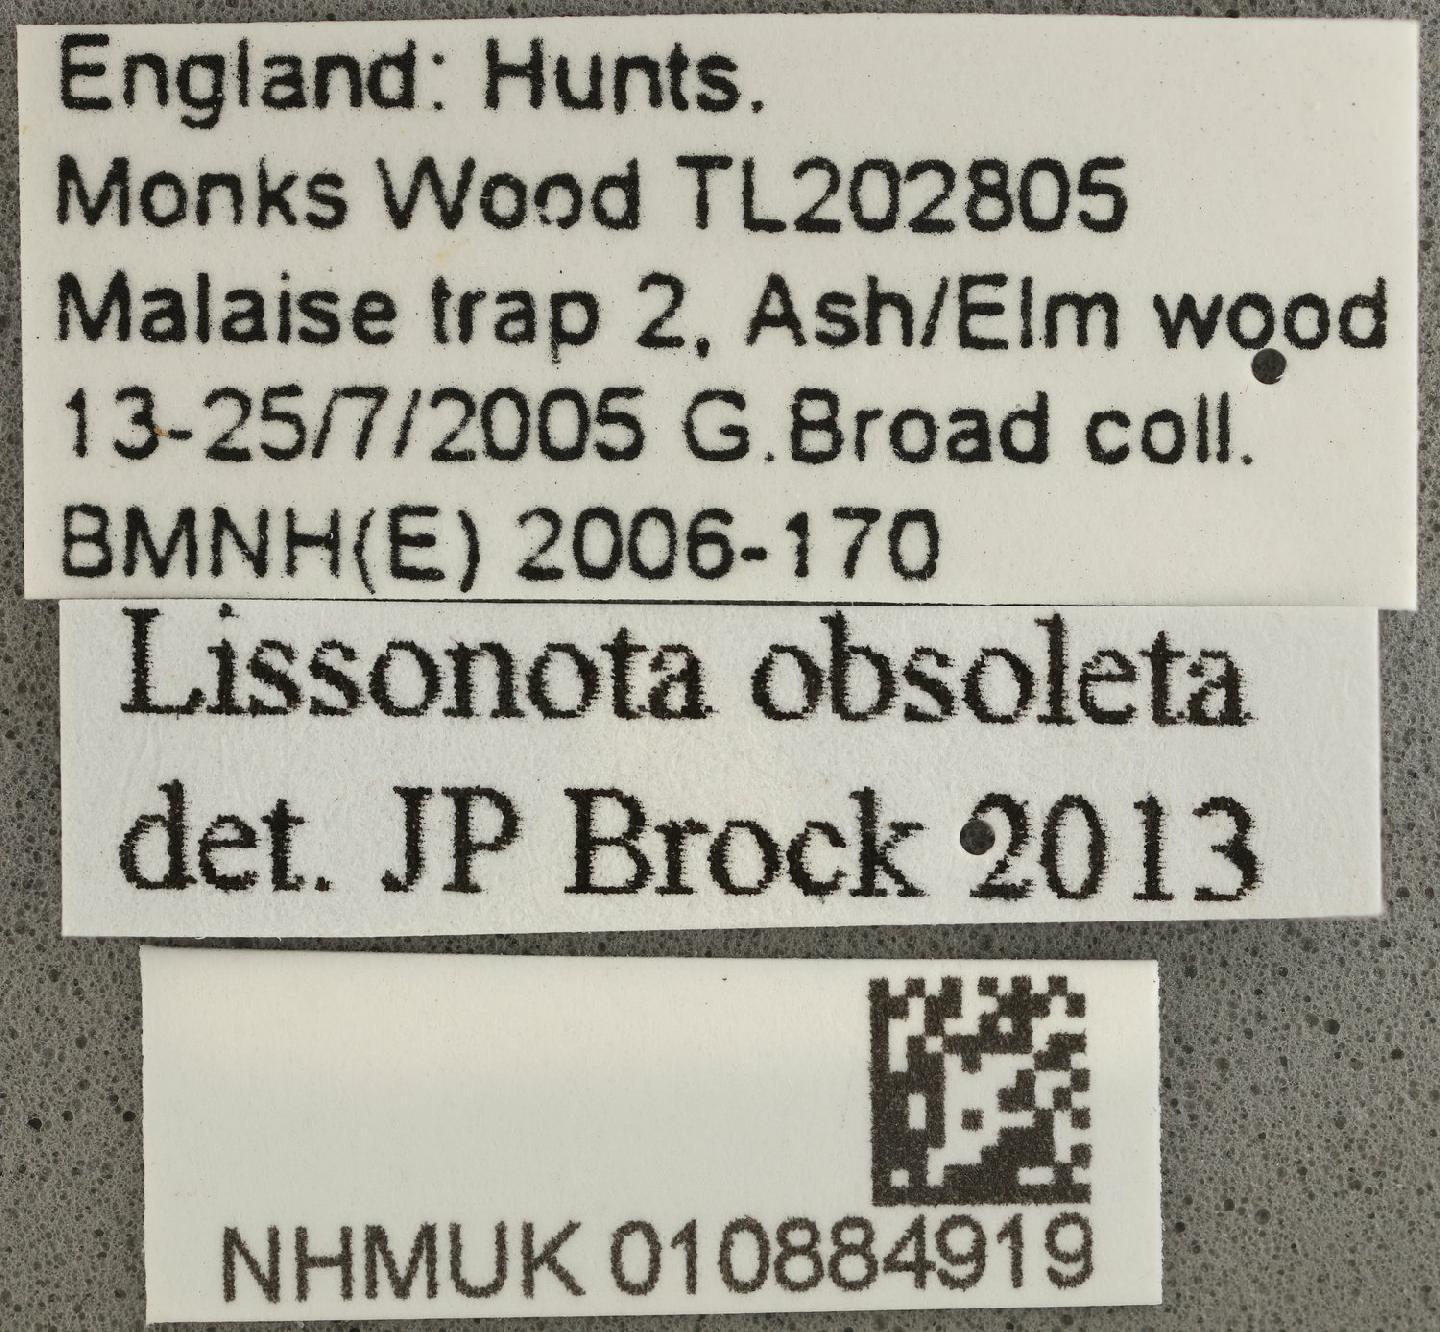 England: Hunts.
Monks Wood TL202805
Malaise trap 2, Ash/Elm wood
13-25/7/2005 G.Broad coll.
BMNH(E) 2006-170
Lissonota obsoleta
det. JP Brock 2013
NHMUK 010884919